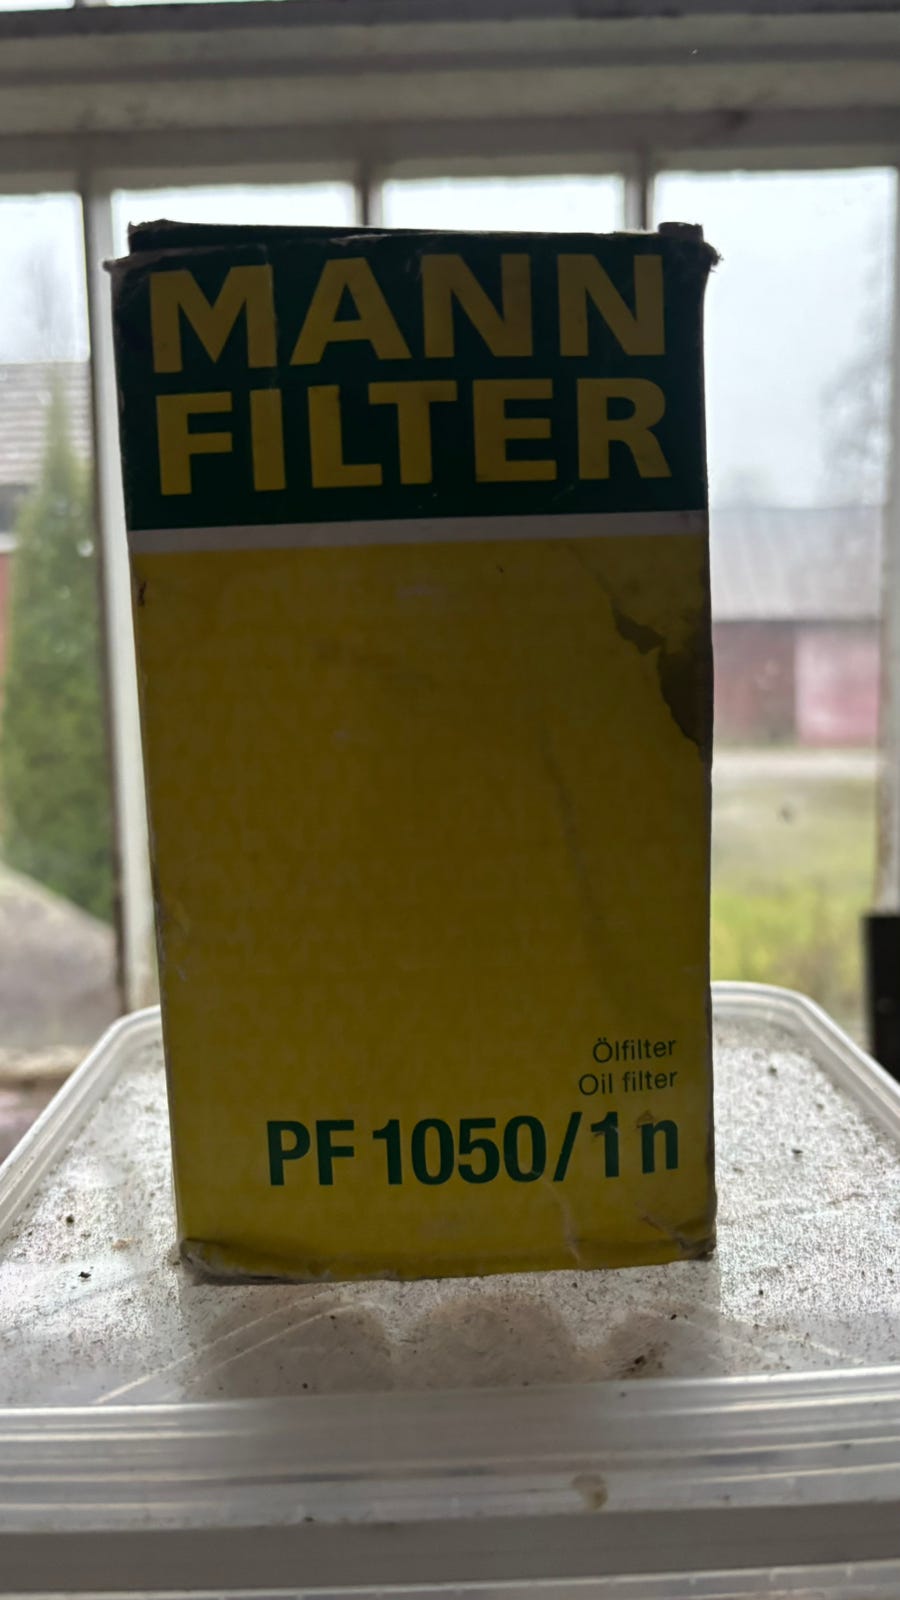 MANN
FILTER
Ölfilter
Oil filter
PF 1050/1 n